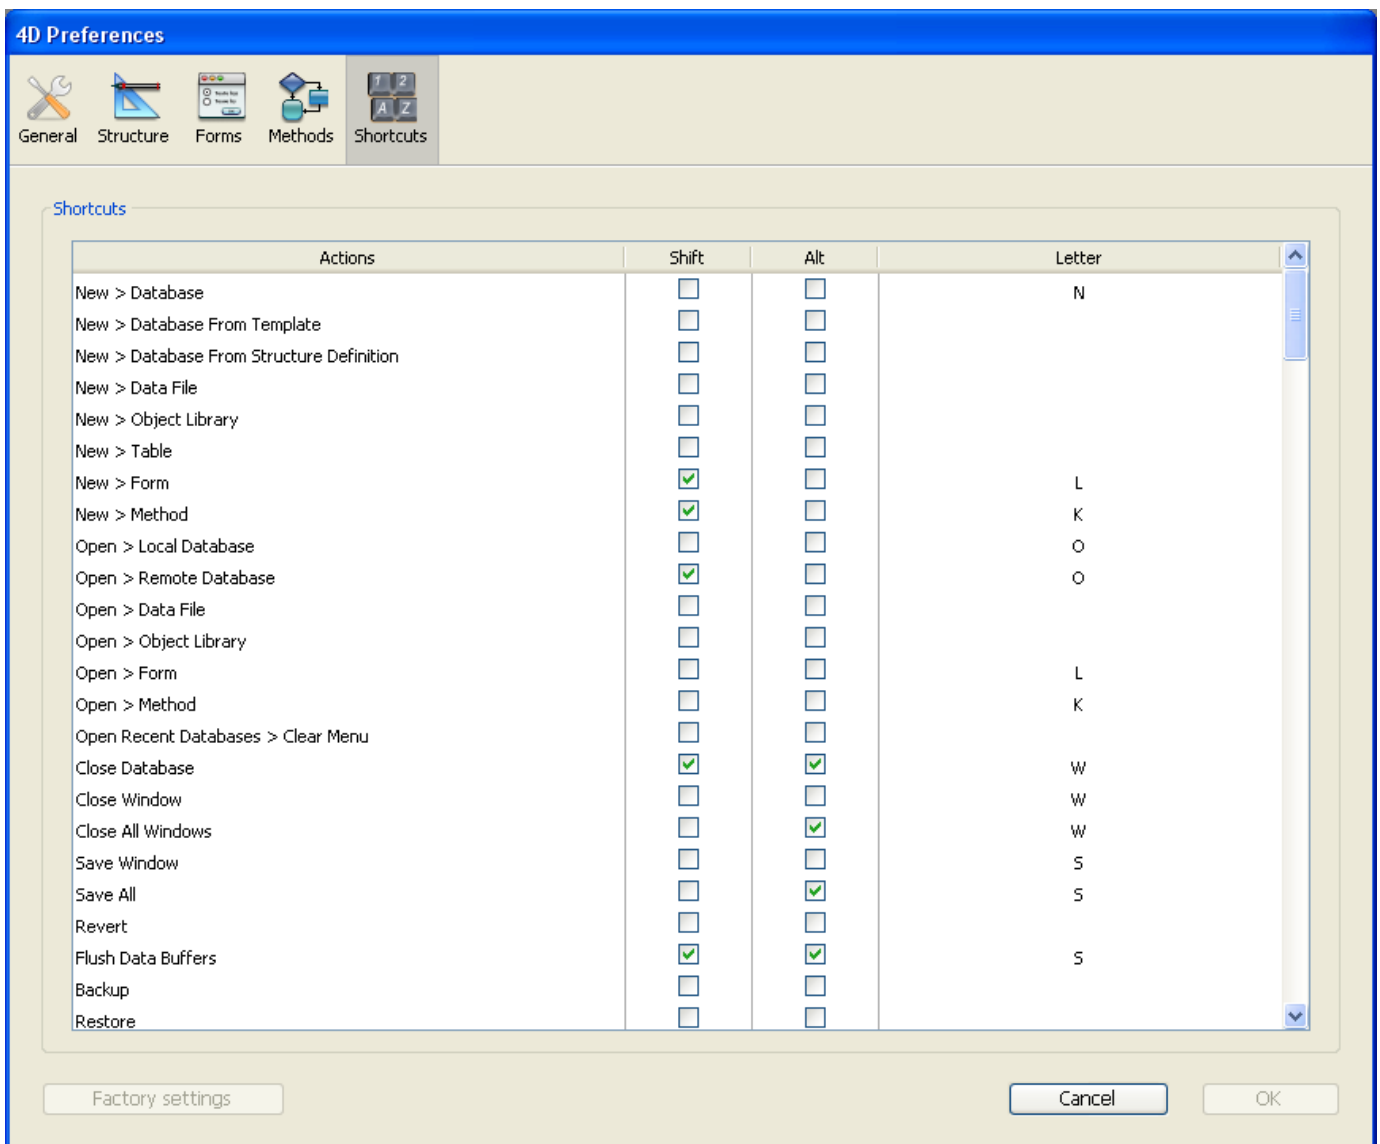 4D Preferences
1 2
A Z
General Structure Forms Methods Shortcuts
Shortcuts
Actions Shift Alt Letter
New > Database N
New > Database From Template
New > Database From Structure Definition
New > Data File
New > Object Library
New > Table
New > Form L
New > Method K
Open > Local Database O
Open > Remote Database O
Open > Data File
Open > Object Library
Open > Form L
Open > Method K
Open Recent Databases > Clear Menu
Close Database W
Close Window W
Close All Windows W
Save Window S
Save All S
Revert
Flush Data Buffers S
Backup
Restore
Factory settings Cancel OK